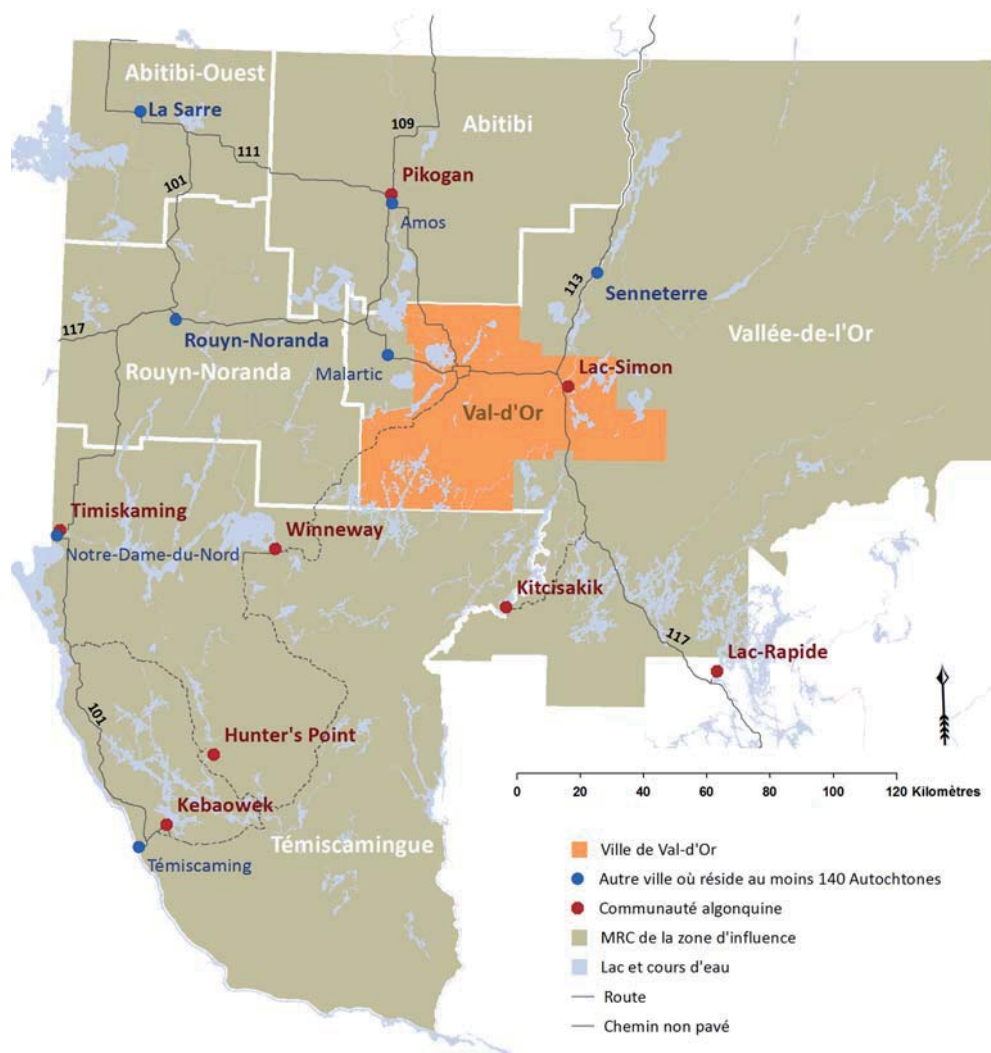 Abitibi-Ouest
La Sarre
109
Abitibi
111
101
Pikogan
Amos
113
Senneterre
117
Rouyn-Noranda
Vallée-de-l'Or
Rouyn-Noranda
Malartic
Lac-Simon
Val-d'Or
Timiskaming
Winneway
Notre-Dame-du-Nord
Kitcisakik
117
Lac-Rapide
101
Hunter's Point
0 20 40 60 80 100 120 Kilomètres
Kebaowek
Témiscamingue
Témiscaming
Ville de Val-d'Or
Autre ville où réside au moins 140 Autochtones
Communauté algonquine
MRC de la zone d'influence
Lac et cours d'eau
Route
Chemin non pavé